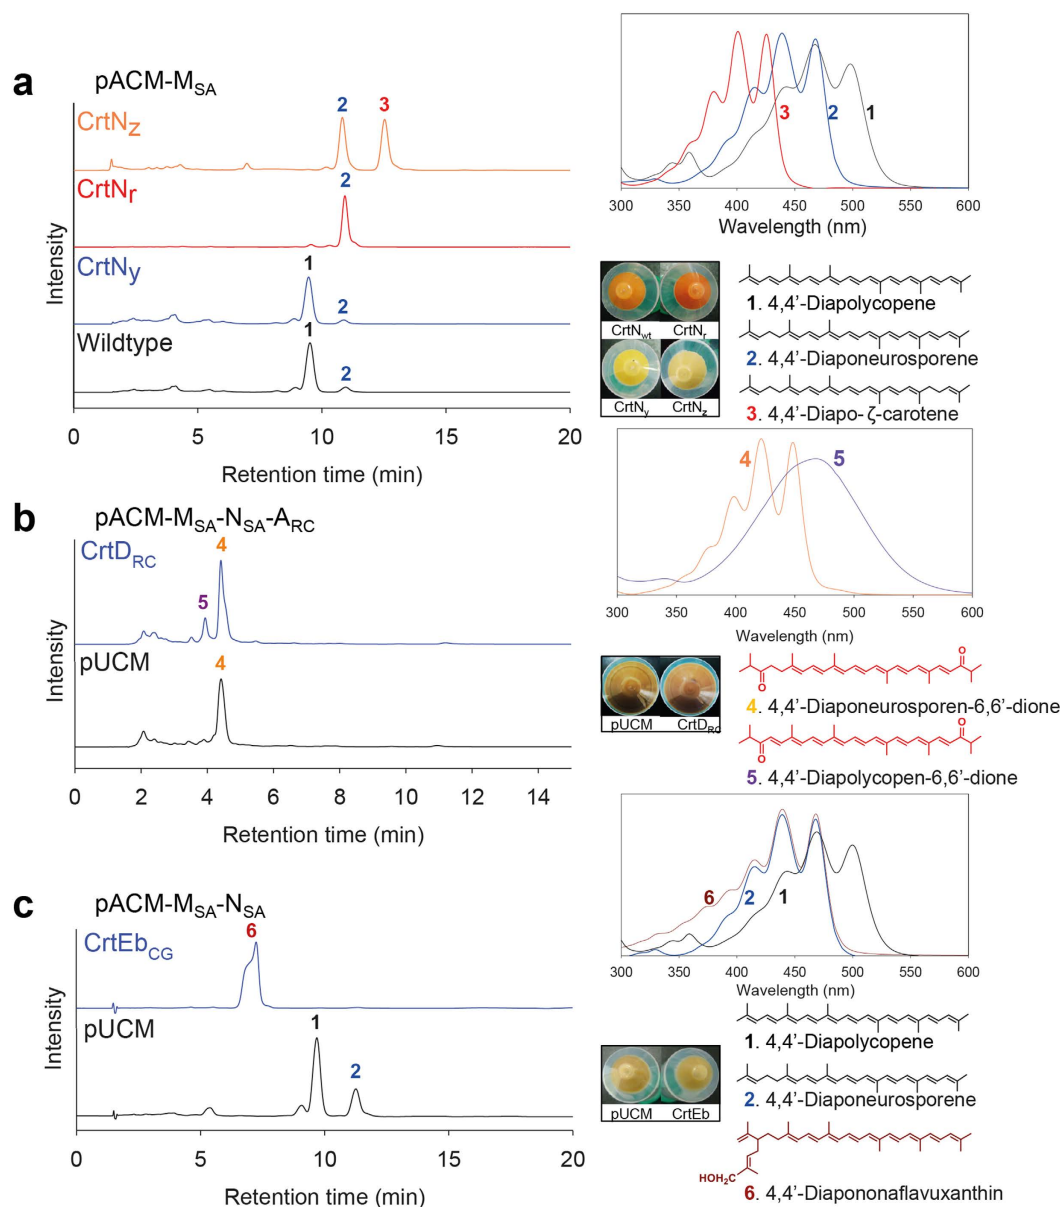 a
pACM-MSA
CrtNZ
2
3
CrtNr
2
CrtNy
1
2
Wildtype
1
2
Intensity
0 5 10 15 20
Retention time (min)
3
2
1
300 350 400 450 500 550 600
Wavelength (nm)
CrtNwt CrtNr
CrtNy CrtNz
1. 4,4'-Diapolycopene
2. 4,4'-Diaponeurosporene
3. 4,4'-Diapo-ζ-carotene
b
pACM-MSA-NSA-ARC
CrtDRC
4
5
pUCM
4
Intensity
0 2 4 6 8 10 12 14
Retention time (min)
4
5
300 350 400 450 500 550 600
Wavelength (nm)
pUCM CrtDRC
O
O
4. 4,4'-Diaponeurosporen-6,6'-dione
O
O
5. 4,4'-Diapolycopen-6,6'-dione
c
pACM-MSA-NSA
CrtEbCG
6
pUCM
1
2
Intensity
0 5 10 15 20
Retention time (min)
6
2
1
300 350 400 450 500 550 600
Wavelength (nm)
pUCM CrtEb
1. 4,4'-Diapolycopene
2. 4,4'-Diaponeurosporene
HOH2C
6. 4,4'-Diapononaflavuxanthin